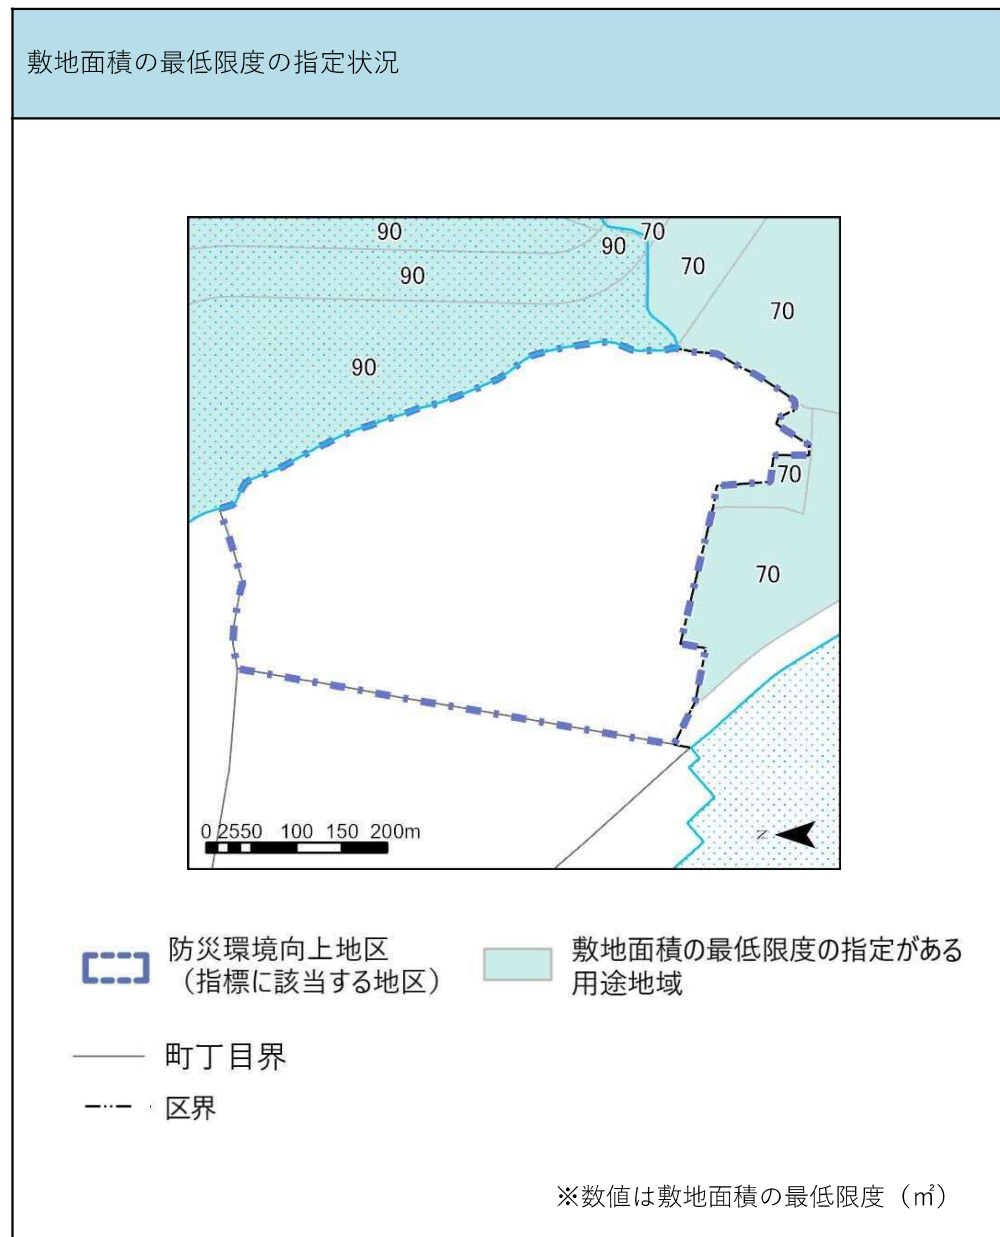 敷地面積の最低限度の指定状況
90
70
90
70
90
70
90
70
70
0 2550 100 150 200m
N
防災環境向上地区
（指標に該当する地区）
敷地面積の最低限度の指定がある
用途地域
町丁目界
区界
※数値は敷地面積の最低限度（㎡）